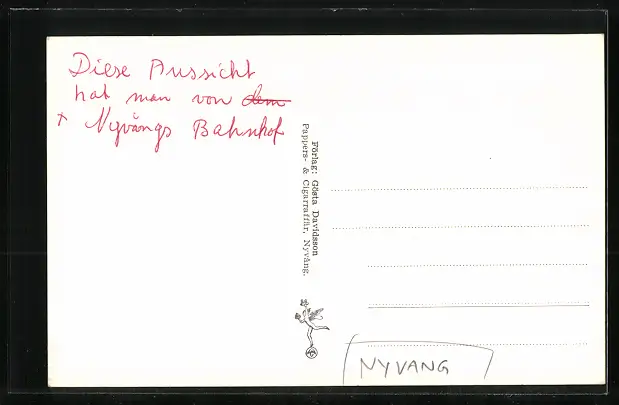 Diese Aussicht
hat man von dem
+ Nyvångs Bahnhof
Förlag: Gösta Davidsson
Pappers- & Cigarraffär, Nyvång.
NYVANG